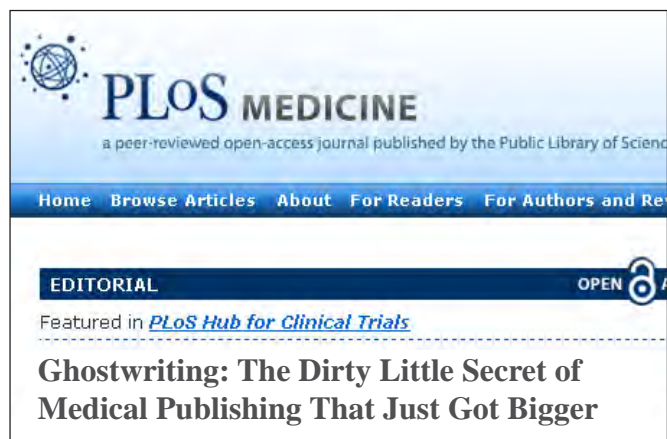 PLoS MEDICINE
a peer-reviewed open-access journal published by the Public Library of
Home Browse Articles About For Readers For Authors and
EDITORIAL OPEN
Featured in PLoS Hub for Clinical Trials
Ghostwriting: The Dirty Little Secret of
Medical Publishing That Just Got Bigger